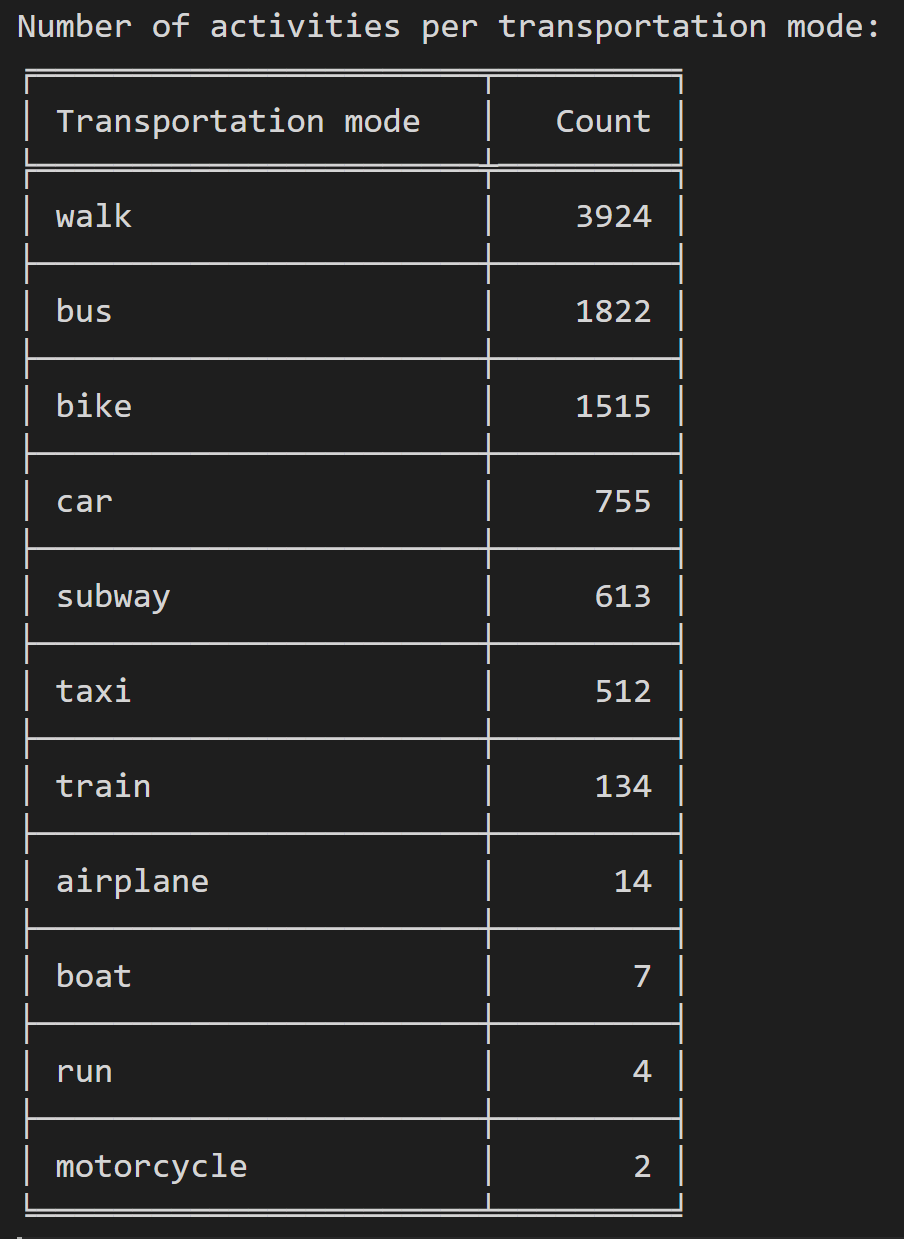 Number of activities per transportation mode:
Transportation mode Count
walk 3924
bus 1822
bike 1515
car 755
subway 613
taxi 512
train 134
airplane 14
boat 7
run 4
motorcycle 2